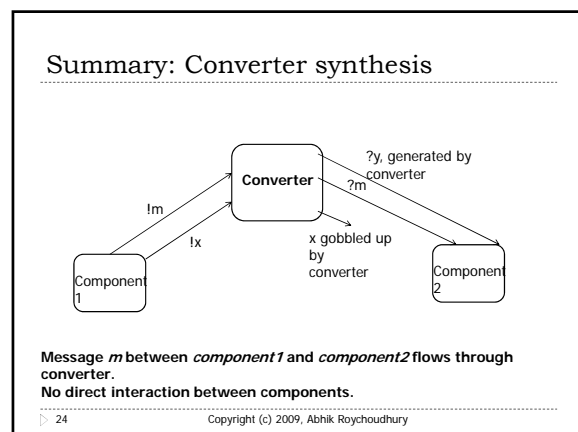 Summary: Converter synthesis
Converter
?y, generated by
converter
?m
!m
!x
x gobbled up
by
converter
Component
1
Component
2
Message m between component1 and component2 flows through
converter.
No direct interaction between components.
24
Copyright (c) 2009, Abhik Roychoudhury